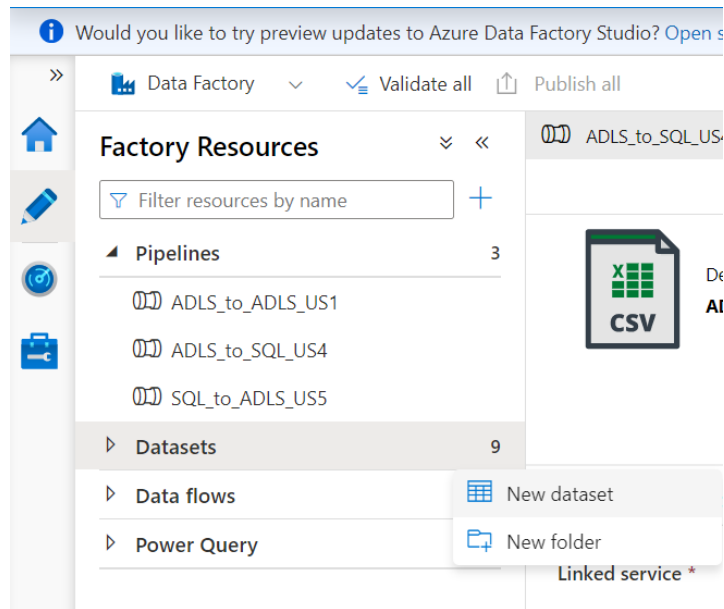 Would you like to try preview updates to Azure Data Factory Studio? Open
Data Factory
Validate all
Publish all
Factory Resources
Filter resources by name
Pipelines 3
ADLS_to_ADLS_US1
ADLS_to_SQL_US4
SQL_to_ADLS_US5
Datasets 9
Data flows
Power Query
New dataset
New folder
ADLS_to_SQL_US4
X
CSV
Linked service *